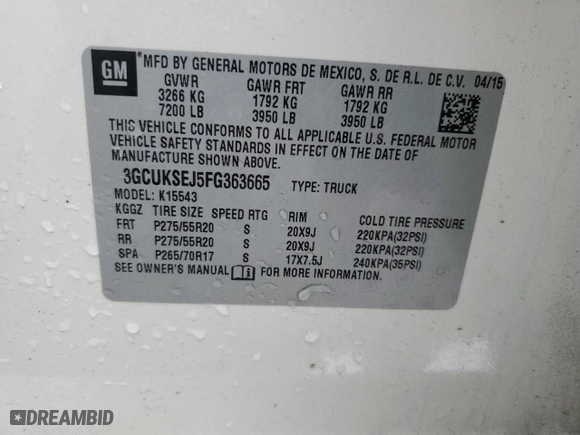 GM
*MFD BY GENERAL MOTORS DE MEXICO, S. DE R.L. DE C.V. 04/15
GVWR GAWR FRT GAWR RR
3266 KG 1792 KG 1792 KG
7200 LB 3950 LB 3950 LB
THIS VEHICLE CONFORMS TO ALL APPLICABLE U.S. FEDERAL MOTOR
VEHICLE SAFETY STANDARDS IN EFFECT ON THE DATE OF
MANUFACTURE SHOWN ABOVE.
3GCUKSEJ5FG363665 TYPE: TRUCK
MODEL: K15543
KGGZ TIRE SIZE SPEED RTG RIM COLD TIRE PRESSURE
FRT P275/55R20 S 20X9J 220KPA(32PSI)
RR P275/55R20 S 20X9J 220KPA(32PSI)
SPA P265/70R17 S 17X7.5J 240KPA(35PSI)
SEE OWNER'S MANUAL FOR MORE INFORMATION.
DREAMBID